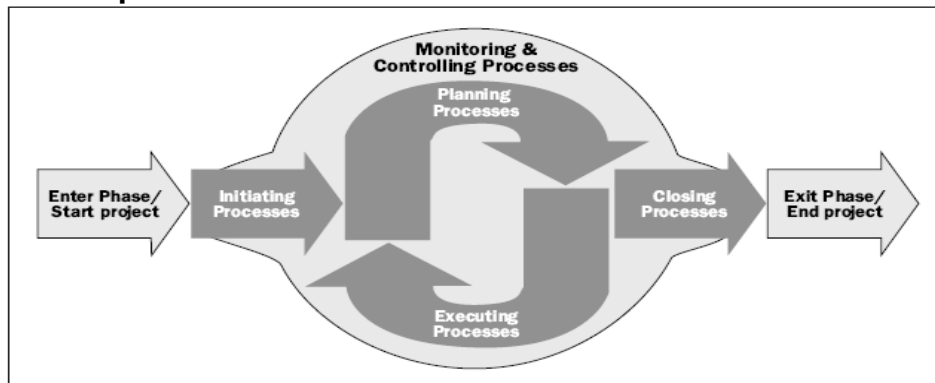 Monitoring &
Controlling Processes
Planning
Processes
Enter Phase/
Start project
Initiating
Processes
Closing
Processes
Exit Phase/
End project
Executing
Processes